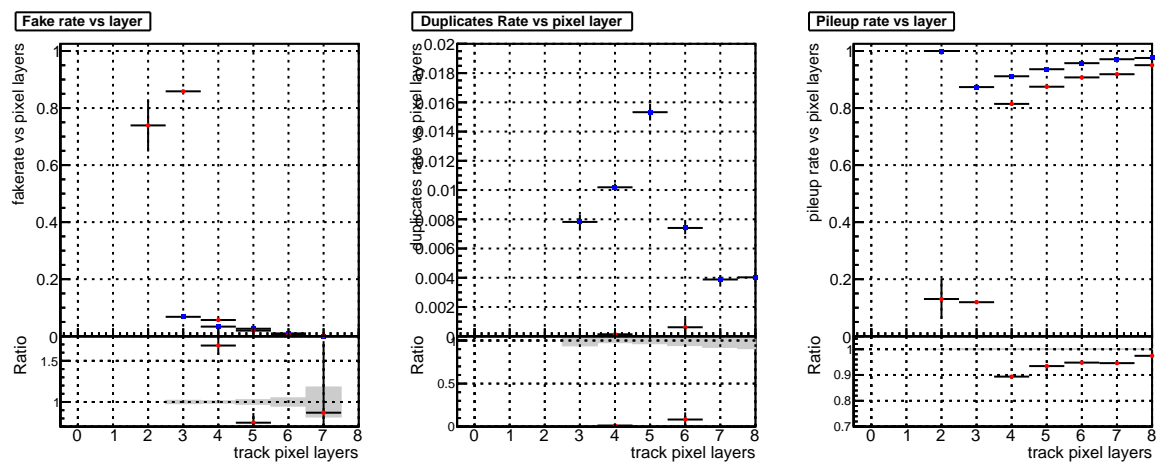 Fake rate vs layer
fakerate vs pixel layers
1
0.8
0.6
0.4
0.2
0
Ratio
1.5
1
0 1 2 3 4 5 6 7 8
track pixel layers
Duplicates Rate vs pixel layer
duplicates rate vs pixel layers
0.02
0.018
0.016
0.014
0.012
0.01
0.008
0.006
0.004
0.002
0
Ratio
1
0.5
0
0 1 2 3 4 5 6 7 8
track pixel layers
Pileup rate vs layer
pileup rate vs pixel layers
1
0.8
0.6
0.4
0.2
0
Ratio
1
0.9
0.8
0.7
0 1 2 3 4 5 6 7 8
track pixel layers